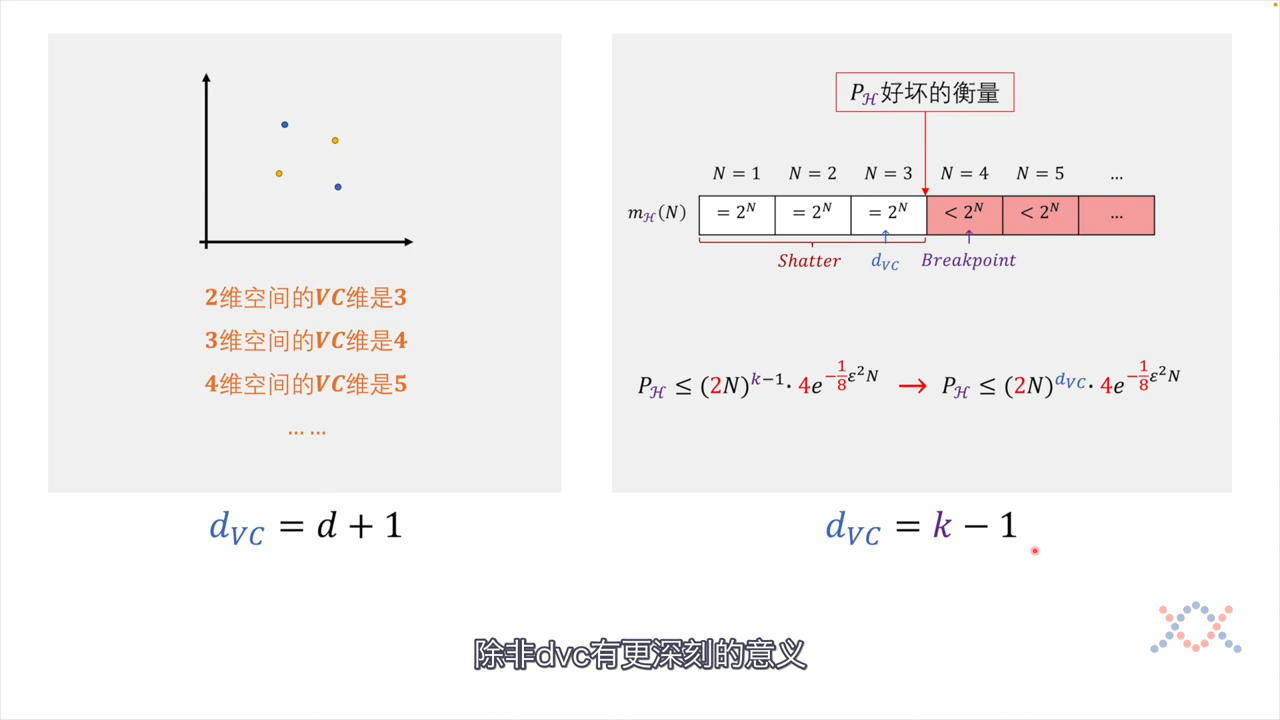 2维空间的VC维是3
3维空间的VC维是4
4维空间的VC维是5
... ...
d_VC = d + 1
P_ℋ好坏的衡量
N = 1 N = 2 N = 3 N = 4 N = 5 ...
m_ℋ(N) = 2^N = 2^N = 2^N < 2^N < 2^N ...
Shatter d_VC Breakpoint
P_ℋ ≤ (2N)^{k−1} · 4e^{−\frac{1}{8}ε^2N} → P_ℋ ≤ (2N)^{d_VC} · 4e^{−\frac{1}{8}ε^2N}
d_VC = k − 1
除非dvc有更深刻的意义